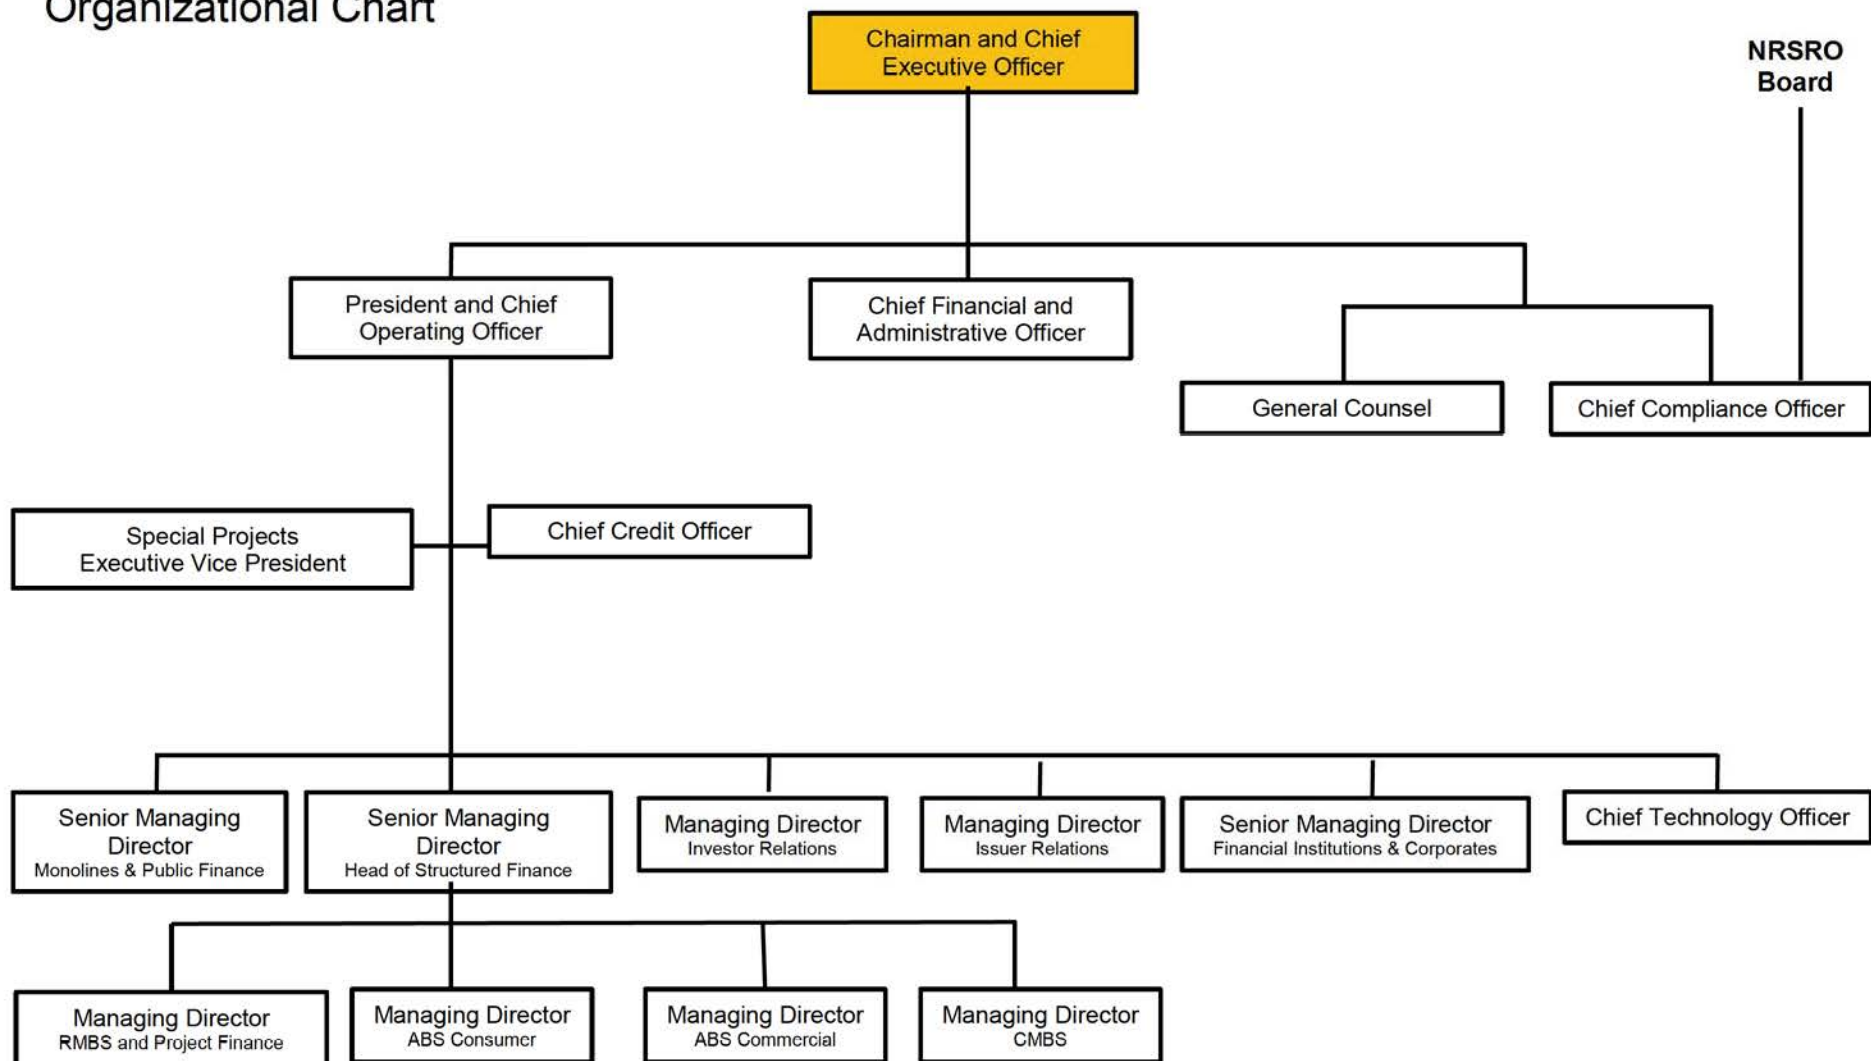 Organizational Chart
Chairman and Chief
Executive Officer
NRSRO
Board
President and Chief
Operating Officer
Chief Financial and
Administrative Officer
General Counsel
Chief Compliance Officer
Special Projects
Executive Vice President
Chief Credit Officer
Senior Managing
Director
Monolines & Public Finance
Senior Managing
Director
Head of Structured Finance
Managing Director
Investor Relations
Managing Director
Issuer Relations
Senior Managing Director
Financial Institutions & Corporates
Chief Technology Officer
Managing Director
RMBS and Project Finance
Managing Director
ABS Consumer
Managing Director
ABS Commercial
Managing Director
CMBS